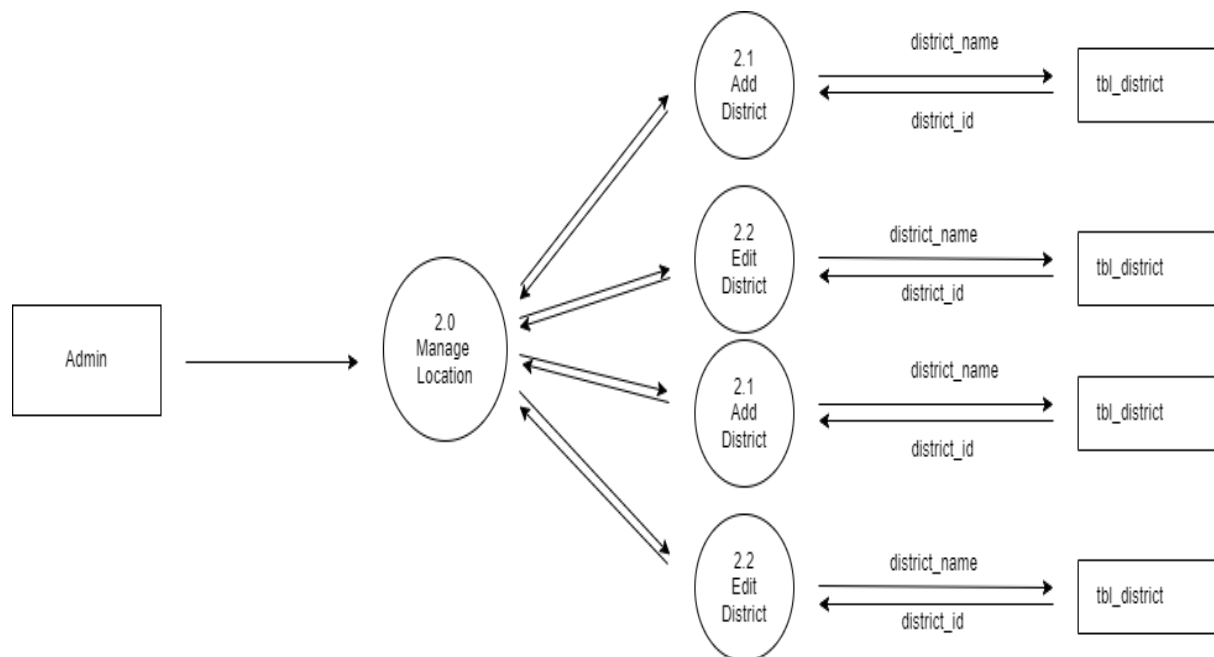 2.1
Add
District
district_name
district_id
tbl_district
2.2
Edit
District
district_name
district_id
tbl_district
Admin
2.0
Manage
Location
2.1
Add
District
district_name
district_id
tbl_district
2.2
Edit
District
district_name
district_id
tbl_district